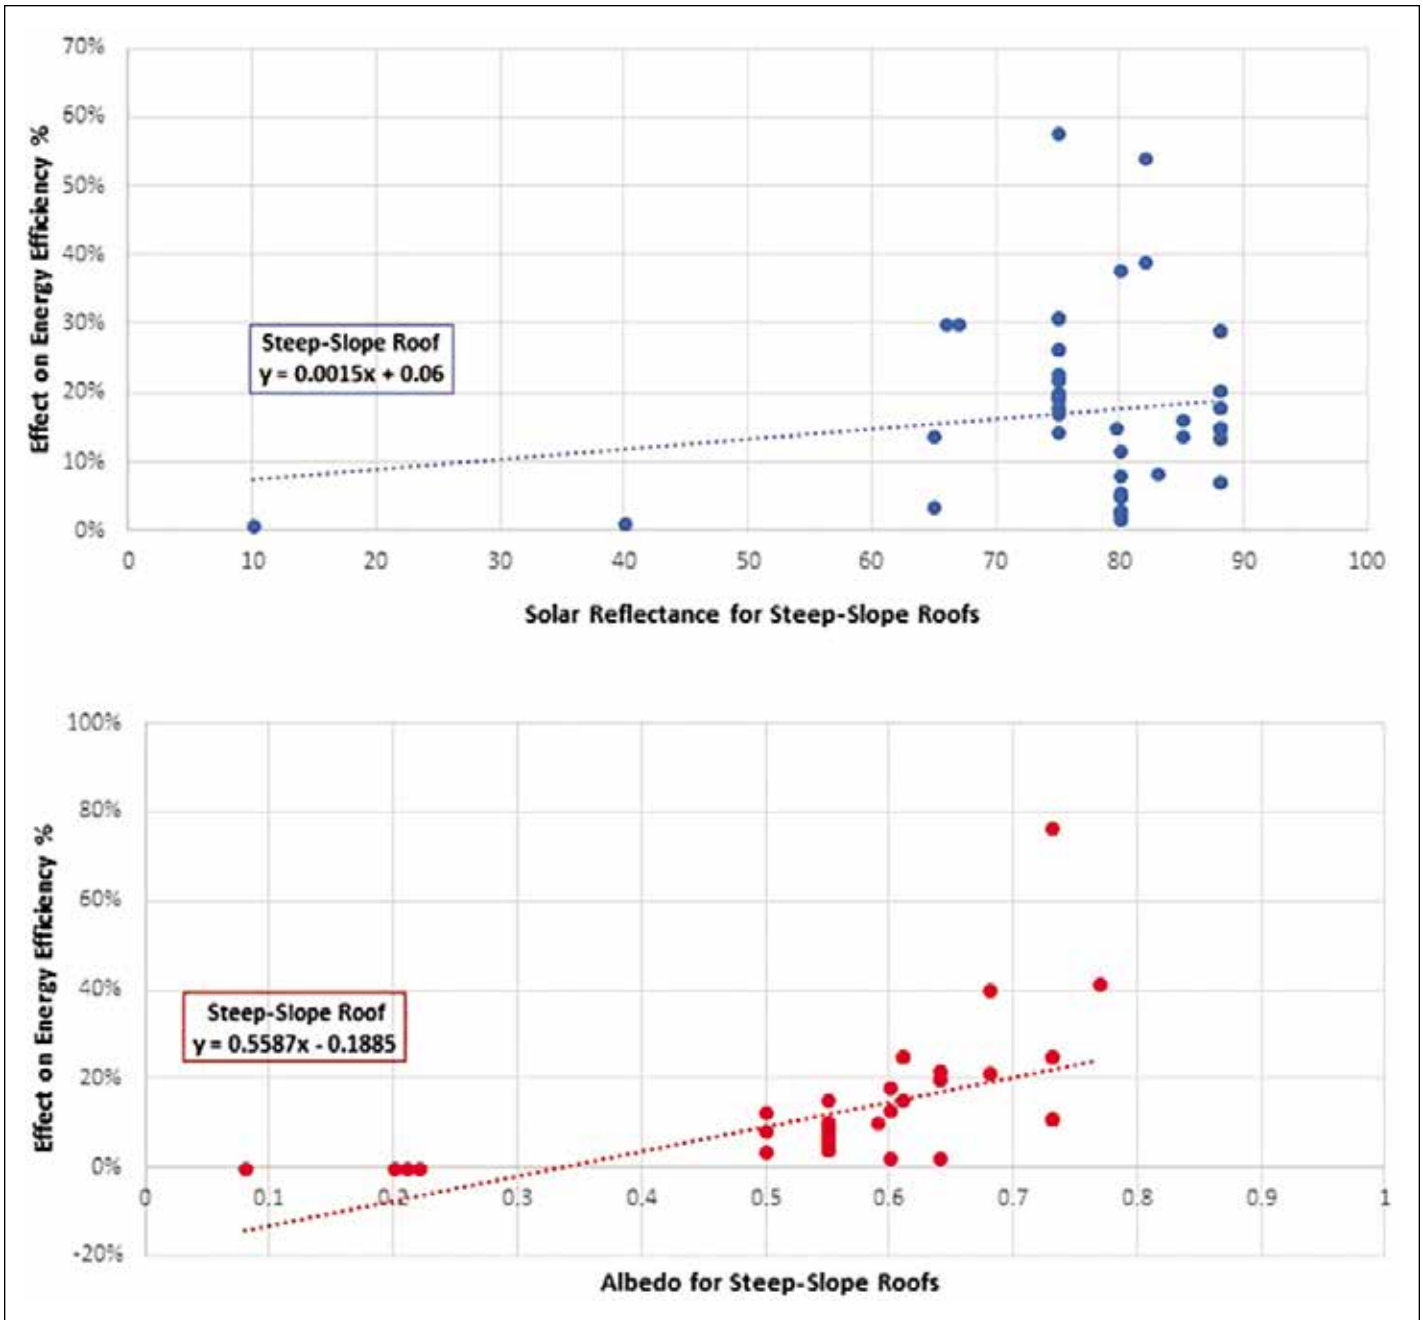 70%
60%
50%
40%
30%
20%
10%
0%
Effect on Energy Efficiency %
Steep-Slope Roof
y = 0.0015x + 0.06
0 10 20 30 40 50 60 70 80 90 100
Solar Reflectance for Steep-Slope Roofs
100%
80%
60%
40%
20%
0%
-20%
Effect on Energy Efficiency %
Steep-Slope Roof
y = 0.5587x - 0.1885
0 0.1 0.2 0.3 0.4 0.5 0.6 0.7 0.8 0.9 1
Albedo for Steep-Slope Roofs